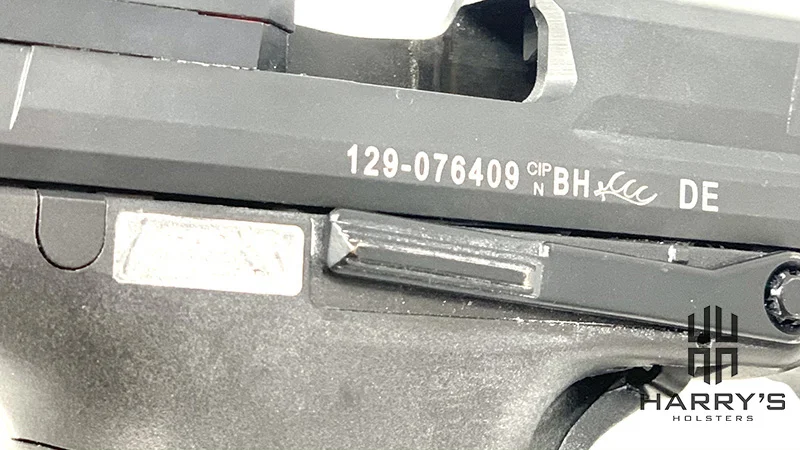 129-076409 CIP N BH DE
HARRY'S
HOLSTERS